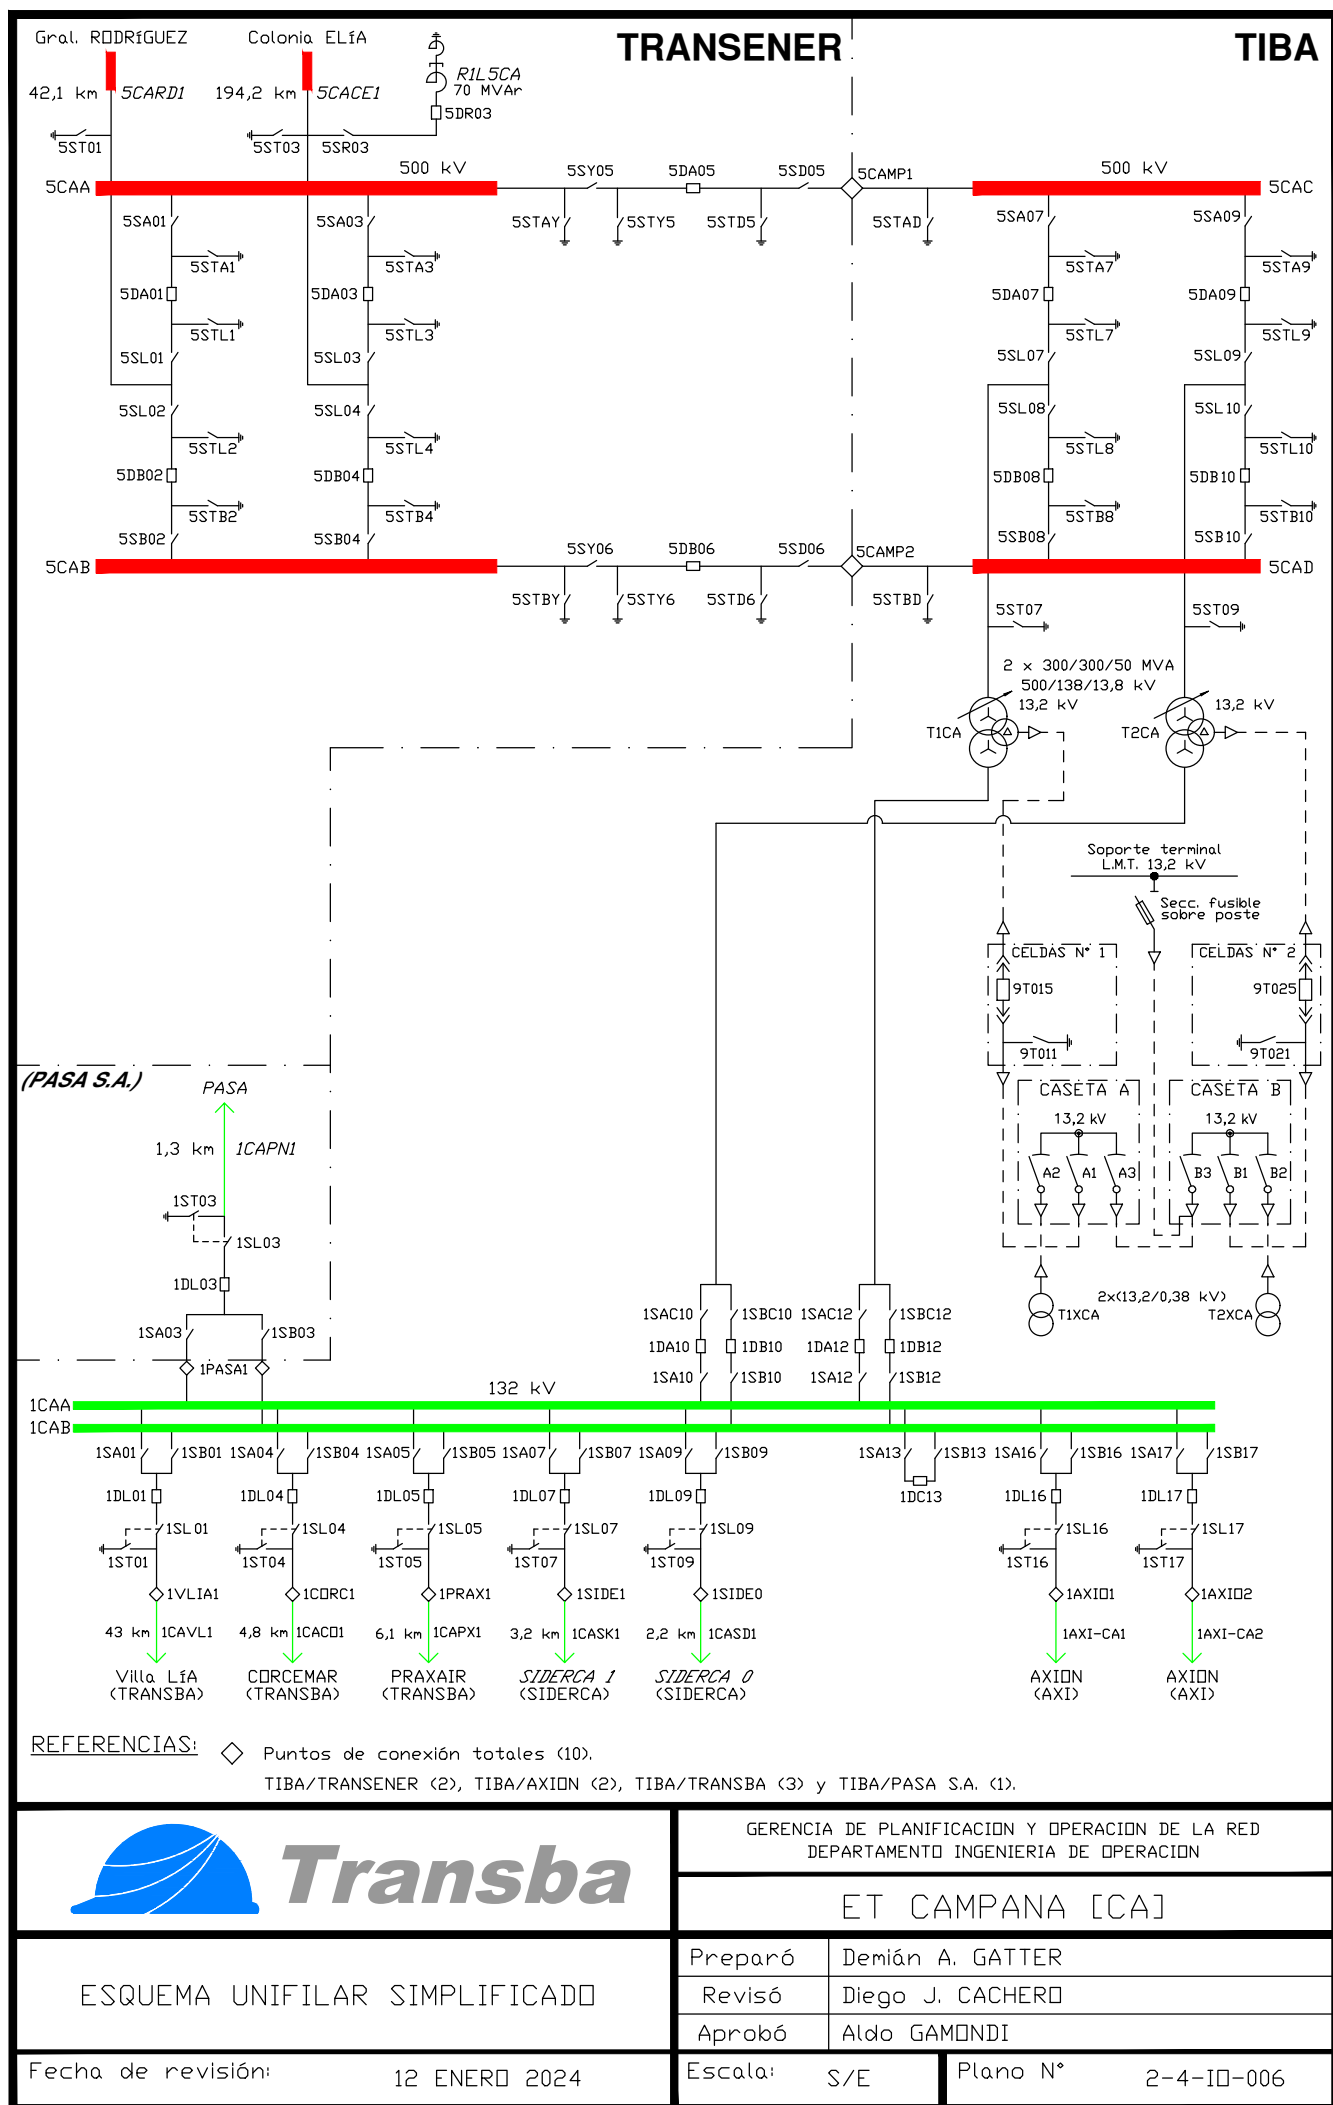 TRANSENER
TIBA
Gral. RODRíGUEZ
Colonia ELíA
42,1 km
5CARD1
194,2 km
5CACE1
R1L5CA
70 MVAr
5DR03
5ST01
5ST03
5SR03
500 kV
5CAA
5SY05
5DA05
5SD05
5CAMP1
500 kV
5CAC
5STAY
5STY5
5STD5
5STAD
5SA01
5SA03
5SA07
5SA09
5STA1
5STA3
5STA7
5STA9
5DA01
5DA03
5DA07
5DA09
5STL1
5STL3
5STL7
5STL9
5SL01
5SL03
5SL07
5SL09
5SL02
5SL04
5SL08
5SL10
5STL2
5STL4
5STL8
5STL10
5DB02
5DB04
5DB08
5DB10
5STB2
5STB4
5STB8
5STB10
5SB02
5SB04
5SB08
5SB10
5CAB
5SY06
5DB06
5SD06
5CAMP2
5CAD
5STBY
5STY6
5STD6
5STBD
5ST07
5ST09
2 x 300/300/50 MVA
500/138/13,8 kV
13,2 kV
13,2 kV
T1CA
T2CA
Soporte terminal
L.M.T. 13,2 kV
Secc. fusible
sobre poste
CELDAS N° 1
CELDAS N° 2
9T015
9T025
9T011
9T021
(PASA S.A.)
PASA
CASETA A
CASETA B
13,2 kV
13,2 kV
A2
A1
A3
B3
B1
B2
1,3 km
1CAPN1
1ST03
1SL03
1DL03
1SA03
1SB03
1PASA1
1SAC10
1SBC10
1SAC12
1SBC12
1DA10
1DB10
1DA12
1DB12
1SA10
1SB10
1SA12
1SB12
T1XCA
2x(13,2/0,38 kV)
T2XCA
132 kV
1CAA
1CAB
1SA01
1SB01
1SA04
1SB04
1SA05
1SB05
1SA07
1SB07
1SA09
1SB09
1SA13
1SB13
1SA16
1SB16
1SA17
1SB17
1DL01
1DL04
1DL05
1DL07
1DL09
1DC13
1DL16
1DL17
1SL01
1SL04
1SL05
1SL07
1SL09
1SL16
1SL17
1ST01
1ST04
1ST05
1ST07
1ST09
1ST16
1ST17
1VLIA1
1CORC1
1PRAX1
1SIDE1
1SIDE0
1AXIO1
1AXIO2
43 km
1CAVL1
4,8 km
1CACO1
6,1 km
1CAPX1
3,2 km
1CASK1
2,2 km
1CASD1
1AXI-CA1
1AXI-CA2
Villa LíA
(TRANSBA)
CORCEMAR
(TRANSBA)
PRAXAIR
(TRANSBA)
SIDERCA 1
(SIDERCA)
SIDERCA 0
(SIDERCA)
AXION
(AXI)
AXION
(AXI)
REFERENCIAS:
Puntos de conexión totales (10).
TIBA/TRANSENER (2), TIBA/AXION (2), TIBA/TRANSBA (3) y TIBA/PASA S.A. (1).
Transba
GERENCIA DE PLANIFICACION Y OPERACION DE LA RED
DEPARTAMENTO INGENIERIA DE OPERACION
ET CAMPANA [CA]
ESQUEMA UNIFILAR SIMPLIFICADO
Preparó
Demián A. GATTER
Revisó
Diego J. CACHERO
Aprobó
Aldo GAMONDI
Fecha de revisión:
12 ENERO 2024
Escala:
S/E
Plano N°
2-4-IO-006